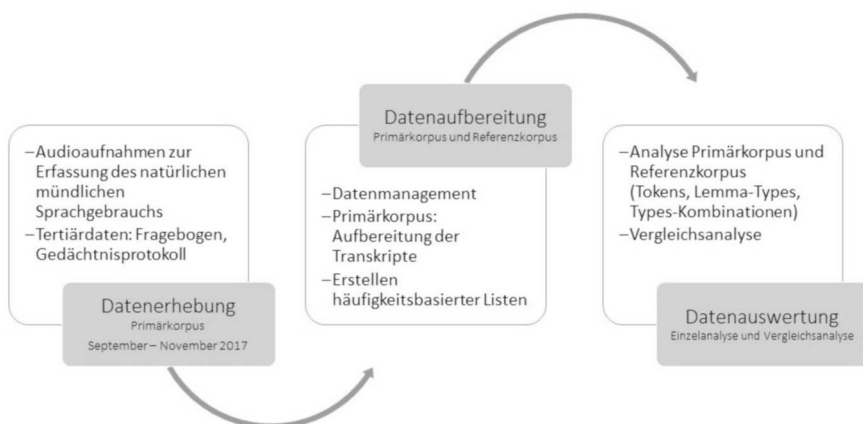 –Audioaufnahmen zur
Erfassung des natürlichen
mündlichen
Sprachgebrauchs
–Tertiärdaten: Fragebogen,
Gedächtnisprotokoll
Datenerhebung
Primärkorpus
September – November 2017
Datenaufbereitung
Primärkorpus und Referenzkorpus
–Datenmanagement
–Primärkorpus:
Aufbereitung der
Transkripte
–Erstellen
häufigkeitsbasierter Listen
–Analyse Primärkorpus und
Referenzkorpus
(Tokens, Lemma-Types,
Types-Kombinationen)
–Vergleichsanalyse
Datenauswertung
Einzelanalyse und Vergleichsanalyse